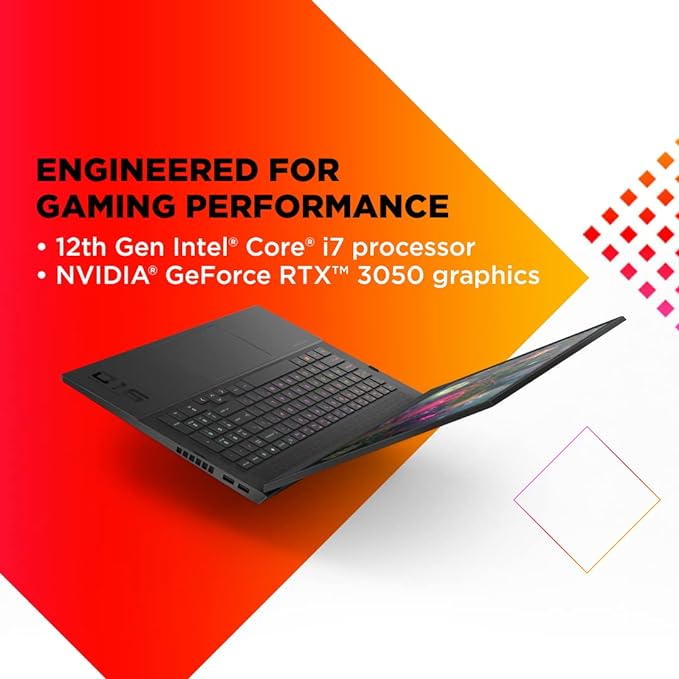 ENGINEERED FOR
GAMING PERFORMANCE
• 12th Gen Intel® Core® i7 processor
• NVIDIA® GeForce RTX™ 3050 graphics